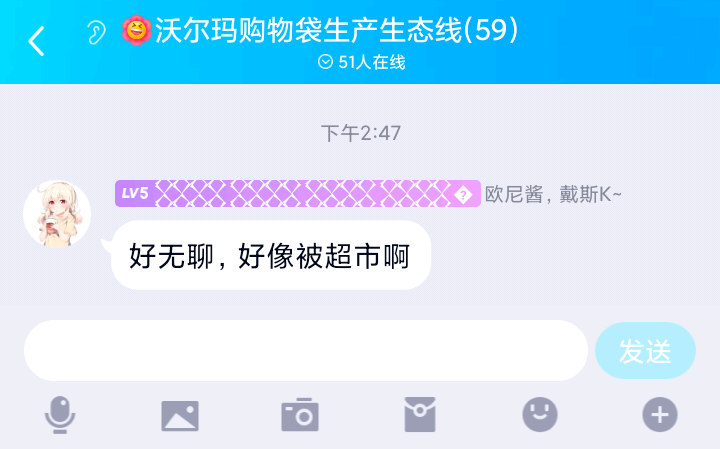 沃尔玛购物袋生产生态线(59)
51人在线
下午2:47
LV5 ? 欧尼酱, 戴斯K~
好无聊, 好像被超市啊
发送